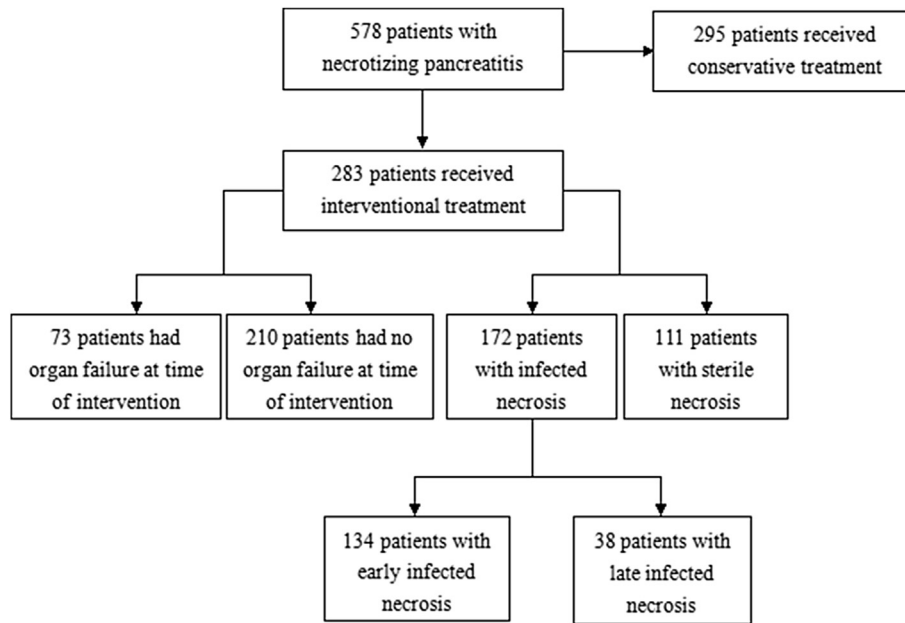 578 patients with
necrotizing pancreatitis
295 patients received
conservative treatment
283 patients received
interventional treatment
73 patients had
organ failure at time
of intervention
210 patients had no
organ failure at time
of intervention
172 patients
with infected
necrosis
111 patients
with sterile
necrosis
134 patients with
early infected
necrosis
38 patients with
late infected
necrosis